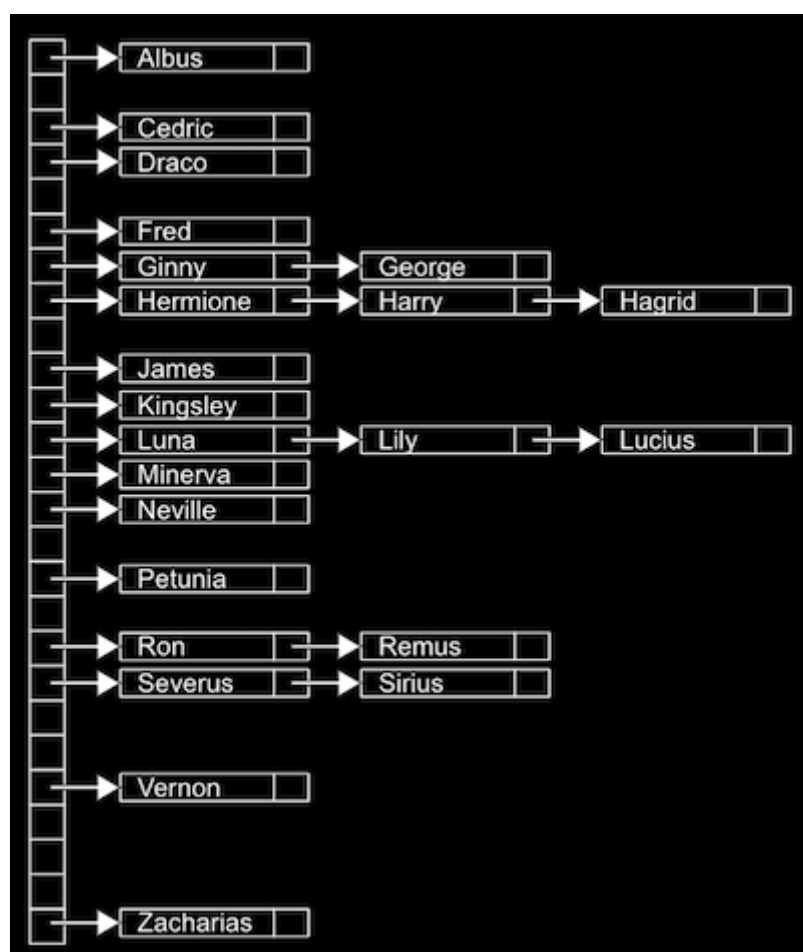 Albus
Cedric
Draco
Fred
Ginny George
Hermione Harry Hagrid
James
Kingsley
Luna Lily Lucius
Minerva
Neville
Petunia
Ron Remus
Severus Sirius
Vernon
Zacharias